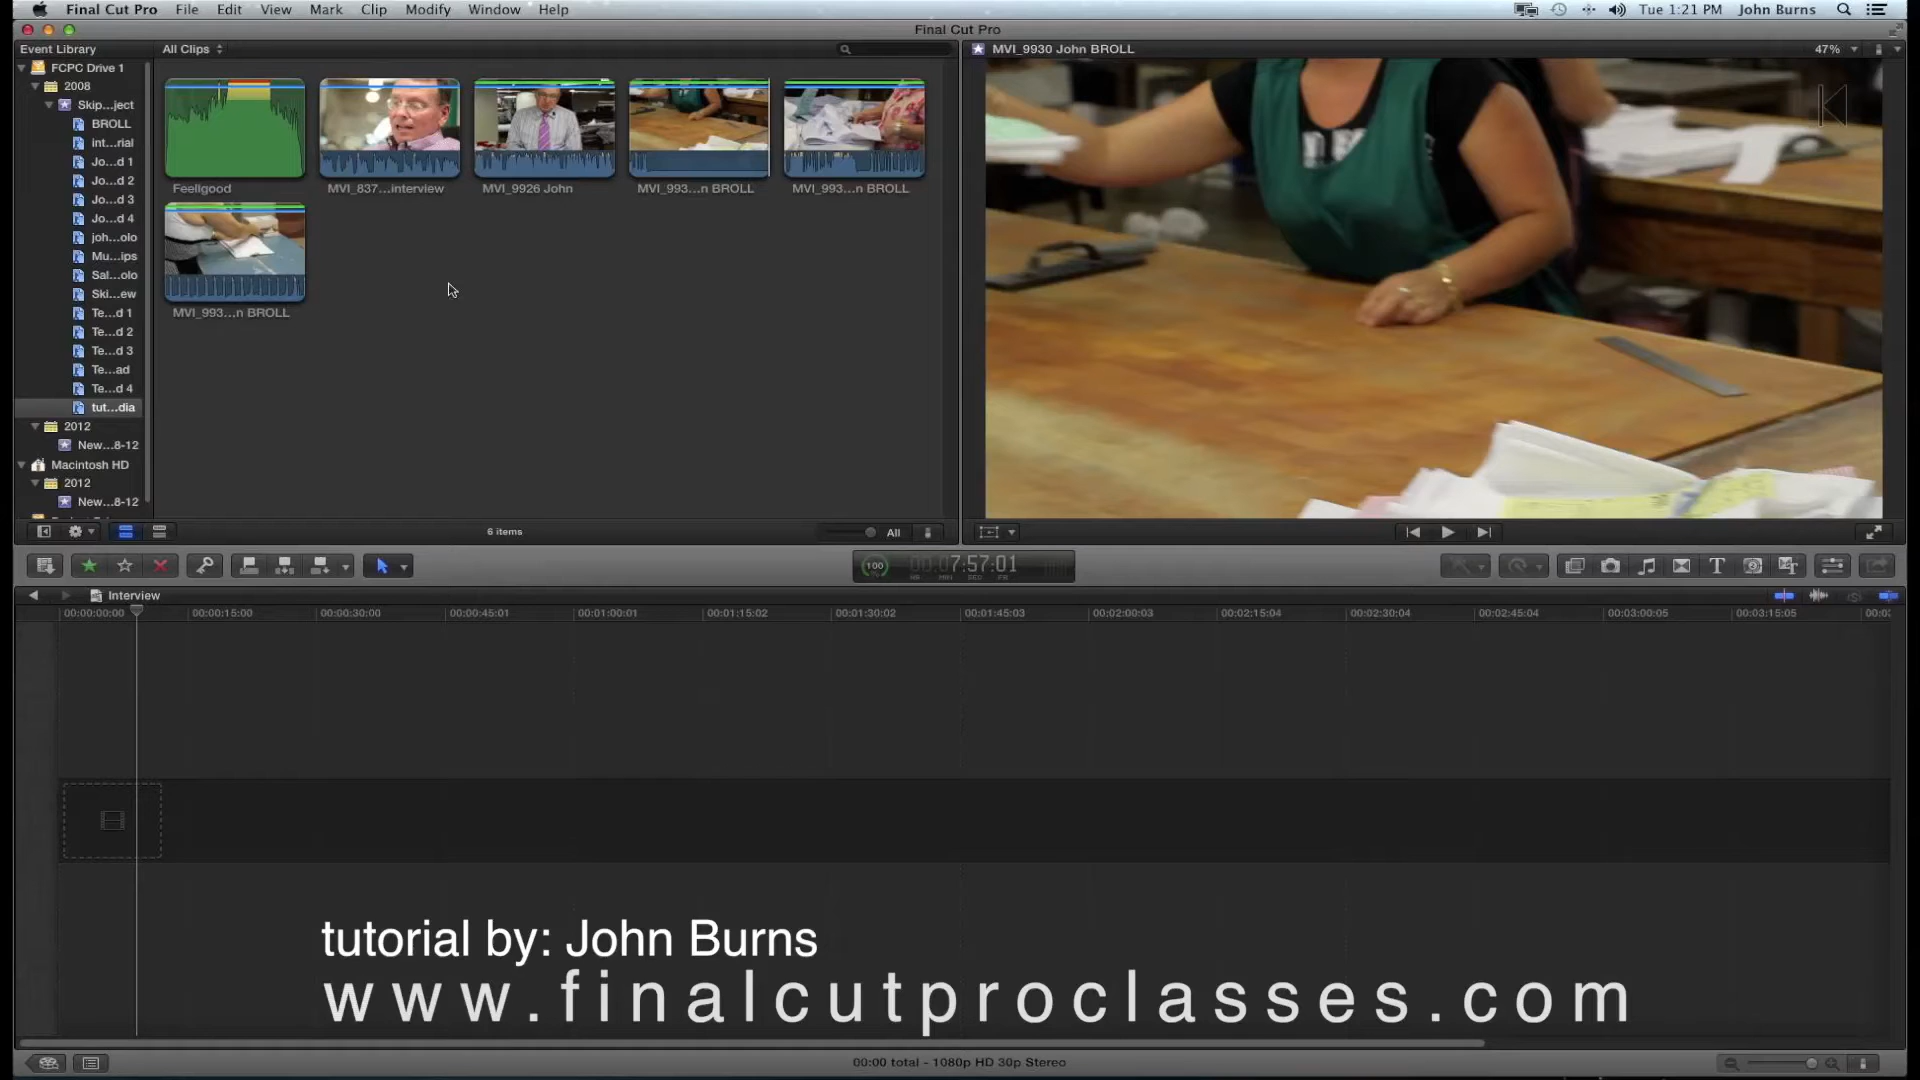 Final Cut Pro File Edit View Mark Clip Modify Window Help Tue 1:21 PM John Burns
Final Cut Pro
Event Library All Clips MVI_9930 John BROLL 47%
FCPC Drive 1
2008
Skip...ject
BROLL
int...rial
Jo...d 1
Jo...d 2
Jo...d 3
Jo...d 4
joh...olo
Mu...ips
Sal...olo
Ski...ew
Te...d 1
Te...d 2
Te...d 3
Te...ad
Te...d 4
tut...dia
2012
New...8-12
Macintosh HD
2012
New...8-12
Feellgood MVI_837...interview MVI_9926 John MVI_993...n BROLL MVI_993...n BROLL
MVI_993...n BROLL
6 items All
100 00:07:57:01
HR MIN SEC FR
Interview
00:00:00:00 00:00:15:00 00:00:30:00 00:00:45:01 00:01:00:01 00:01:15:02 00:01:30:02 00:01:45:03 00:02:00:03 00:02:15:04 00:02:30:04 00:02:45:04 00:03:00:05 00:03:15:05
tutorial by: John Burns
www.finalcutproclasses.com
00:00 total - 1080p HD 30p Stereo